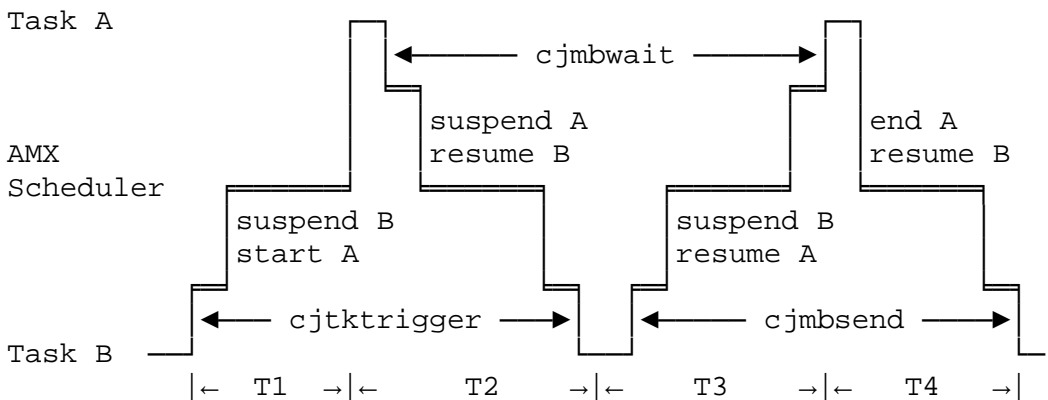 Task A
cjmbwait
suspend A
resume B
end A
resume B
AMX
Scheduler
suspend B
start A
suspend B
resume A
cjtktrigger
cjmbsend
Task B
|← T1 →|← T2 →|← T3 →|← T4 →|